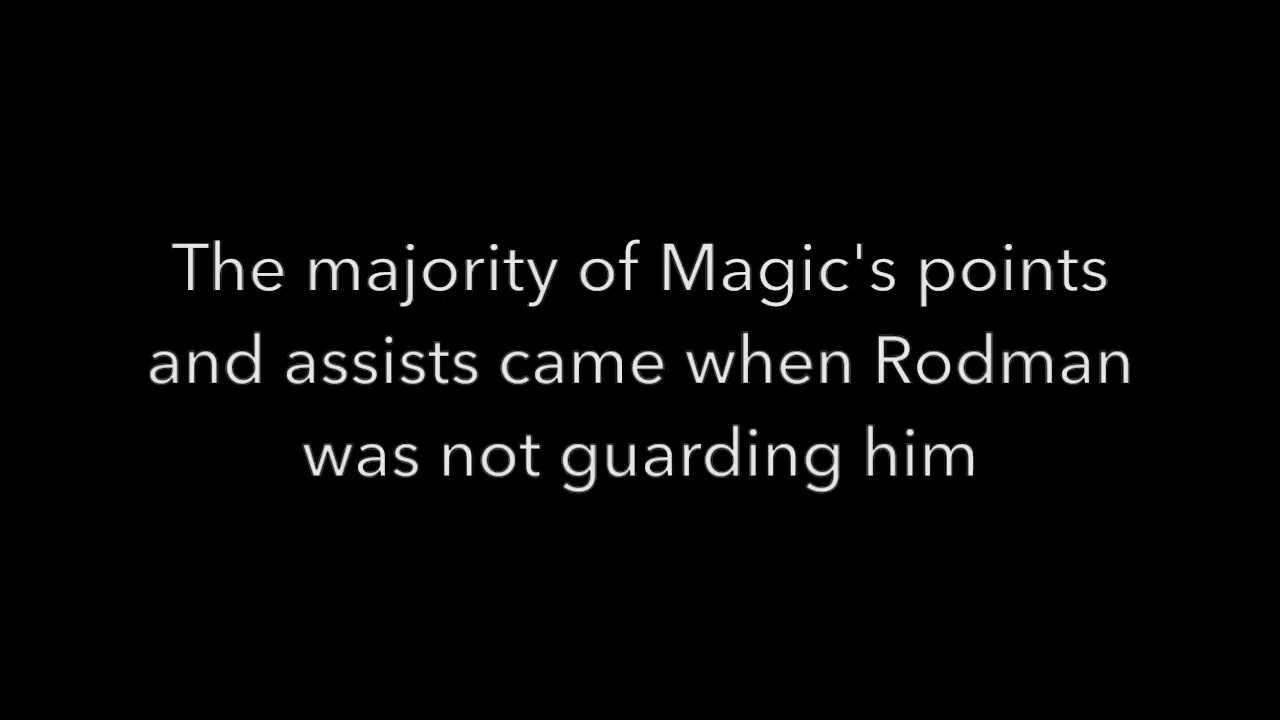 The majority of Magic's points
and assists came when Rodman
was not guarding him